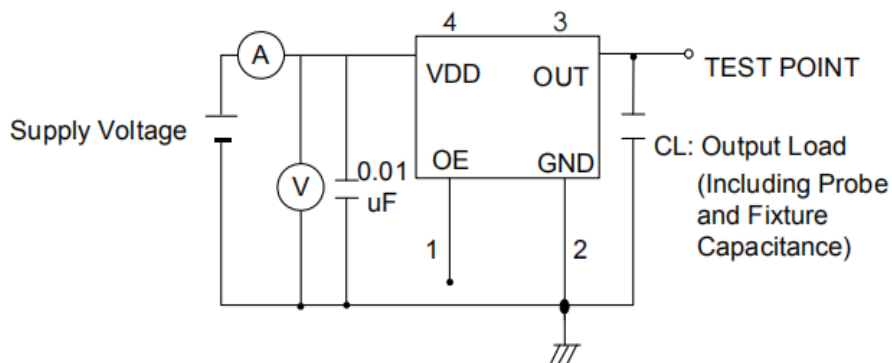 4
3
A
VDD
OUT
TEST POINT
Supply Voltage
V
0.01
uF
OE
GND
CL: Output Load
(Including Probe
and Fixture
Capacitance)
1
2